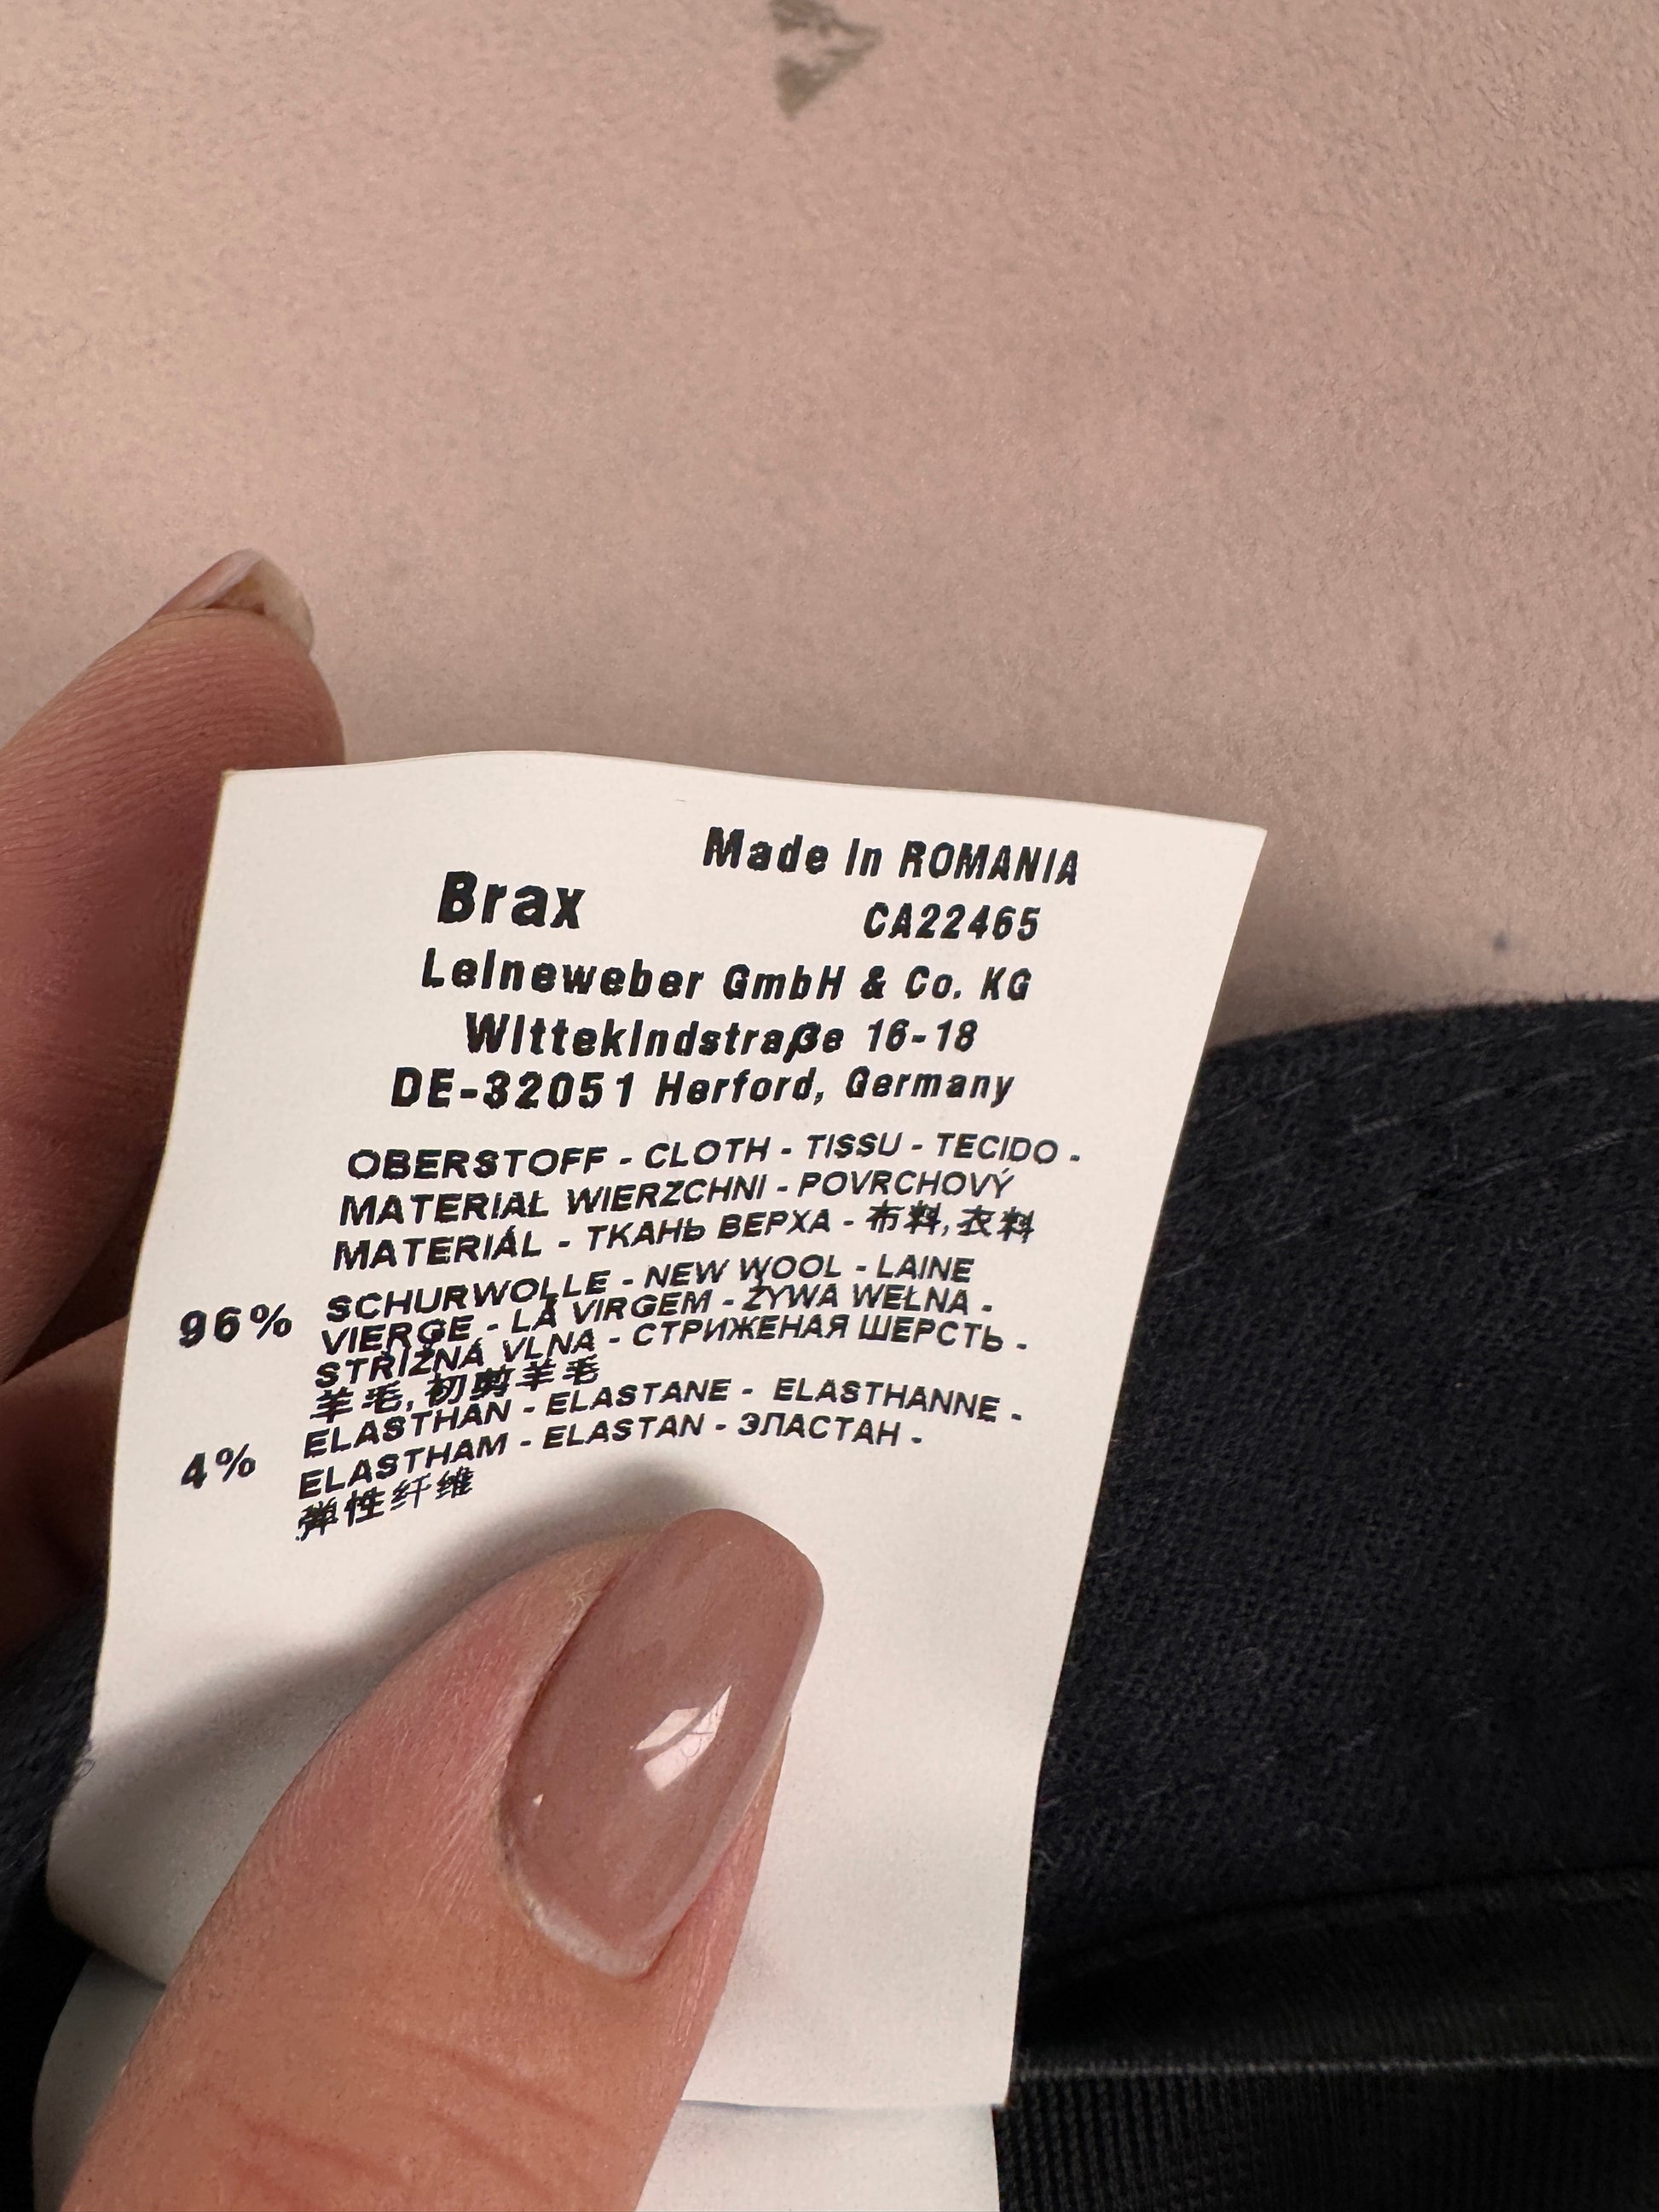 Made in ROMANIA
Brax CA22465
Leineweber GmbH & Co. KG
Wittekindstraße 16-18
DE-32051 Herford, Germany
OBERSTOFF - CLOTH - TISSU - TECIDO -
MATERIAŁ WIERZCHNI - POVRCHOVÝ
MATERIÁL - ТКАНЬ ВЕРХА - 布料, 衣料
96% SCHURWOLLE - NEW WOOL - LAINE
VIERGE - LÃ VIRGEM - ŻYWA WEŁNA -
STŘIŽNÁ VLNA - СТРИЖЕНАЯ ШЕРСТЬ -
羊毛, 初剪羊毛
4% ELASTHAN - ELASTANE - ELASTHANNE -
ELASTHAM - ELASTAN - ЭЛАСТАН -
弹性纤维